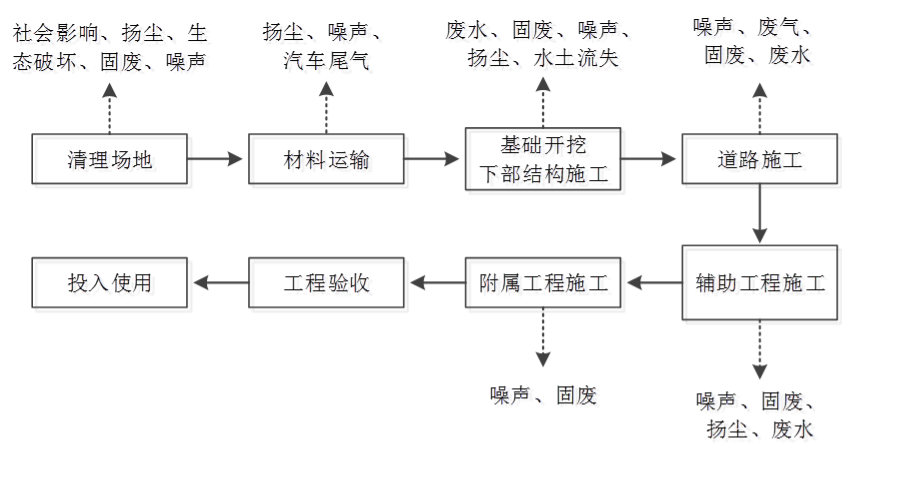 社会影响、扬尘、生
态破坏、固废、噪声
扬尘、噪声、
汽车尾气
废水、固废、噪声、
扬尘、水土流失
噪声、废气、
固废、废水
清理场地
材料运输
基础开挖
下部结构施工
道路施工
投入使用
工程验收
附属工程施工
辅助工程施工
噪声、固废
噪声、固废、
扬尘、废水